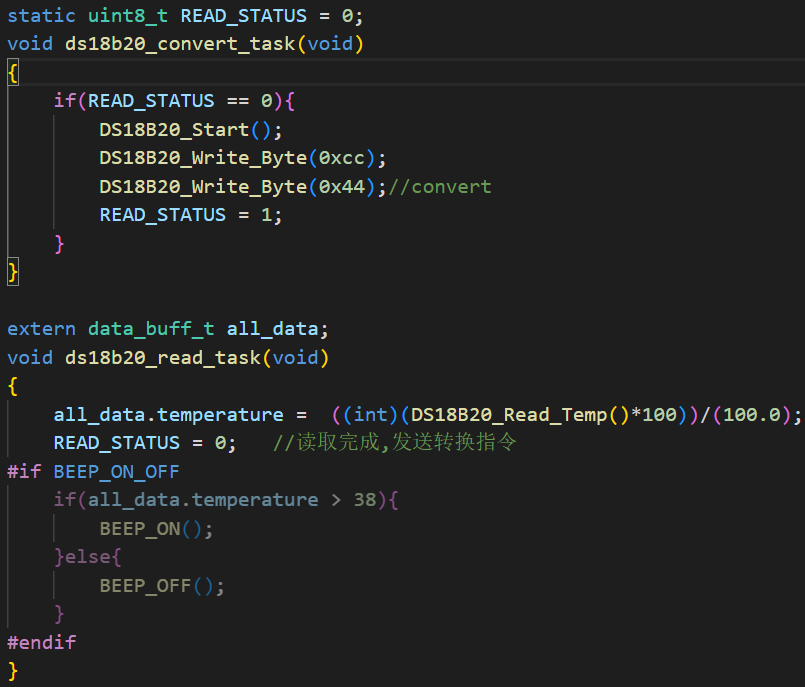 static uint8_t READ_STATUS = 0;
void ds18b20_convert_task(void)
{
    if(READ_STATUS == 0){
        DS18B20_Start();
        DS18B20_Write_Byte(0xcc);
        DS18B20_Write_Byte(0x44);//convert
        READ_STATUS = 1;
    }
}

extern data_buff_t all_data;
void ds18b20_read_task(void)
{
    all_data.temperature =  ((int)(DS18B20_Read_Temp()*100))/(100.0);
    READ_STATUS = 0;   //读取完成,发送转换指令
#if BEEP_ON_OFF
    if(all_data.temperature > 38){
        BEEP_ON();
    }else{
        BEEP_OFF();
    }
#endif
}